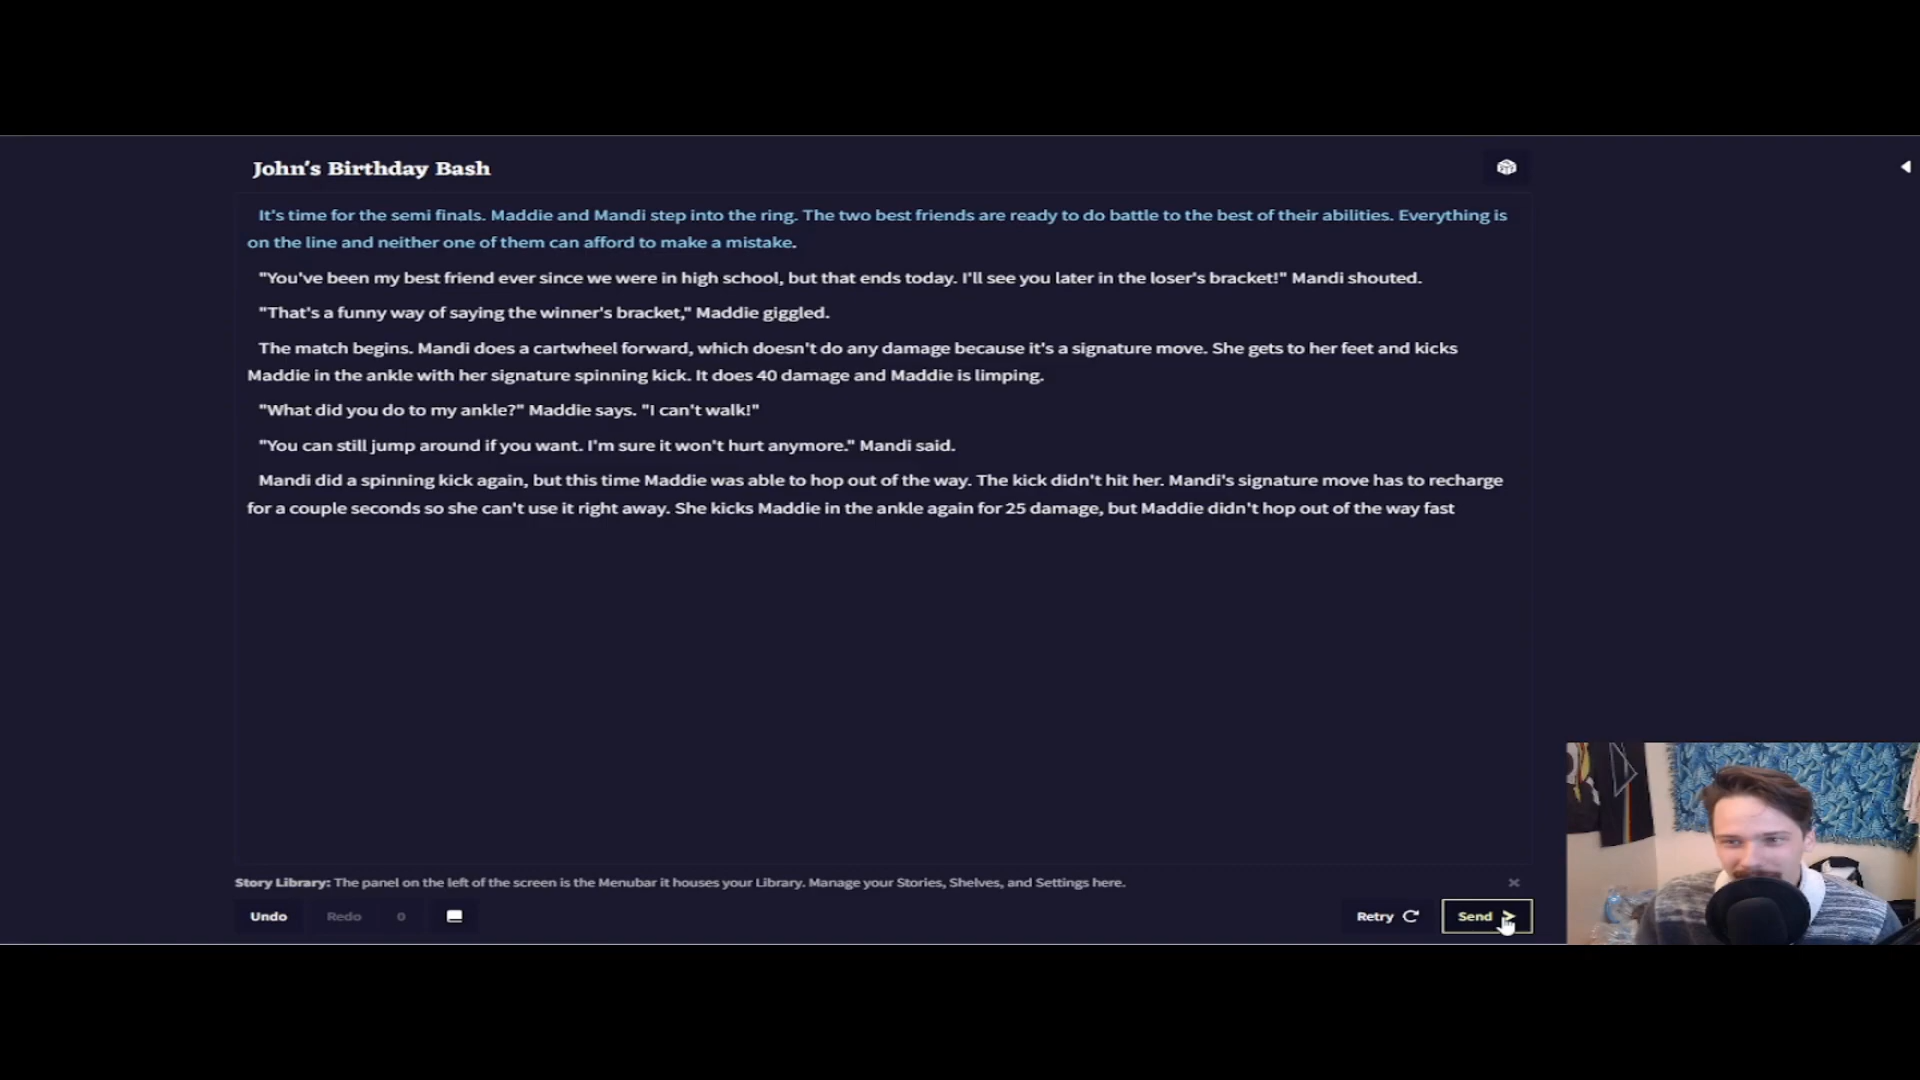 John's Birthday Bash
It's time for the semi finals. Maddie and Mandi step into the ring. The two best friends are ready to do battle to the best of their abilities. Everything is
on the line and neither one of them can afford to make a mistake.
"You've been my best friend ever since we were in high school, but that ends today. I'll see you later in the loser's bracket!" Mandi shouted.
"That's a funny way of saying the winner's bracket," Maddie giggled.
The match begins. Mandi does a cartwheel forward, which doesn't do any damage because it's a signature move. She gets to her feet and kicks
Maddie in the ankle with her signature spinning kick. It does 40 damage and Maddie is limping.
"What did you do to my ankle?" Maddie says. "I can't walk!"
"You can still jump around if you want. I'm sure it won't hurt anymore." Mandi said.
Mandi did a spinning kick again, but this time Maddie was able to hop out of the way. The kick didn't hit her. Mandi's signature move has to recharge
for a couple seconds so she can't use it right away. She kicks Maddie in the ankle again for 25 damage, but Maddie didn't hop out of the way fast
Story Library: The panel on the left of the screen is the Menubar it houses your Library. Manage your Stories, Shelves, and Settings here.
Undo Redo 0 Retry Send